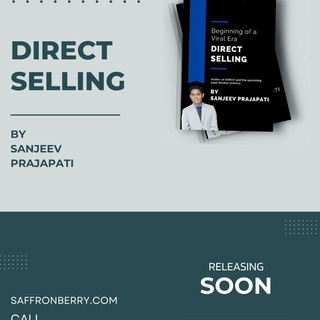 DIRECT
SELLING
BY
SANJEEV
PRAJAPATI
Beginning of a
Viral Era
DIRECT
SELLING
Author of DIRECT and the upcoming
BY
SANJEEV PRAJAPATI
RELEASING
SOON
SAFFRONBERRY.COM
CALL